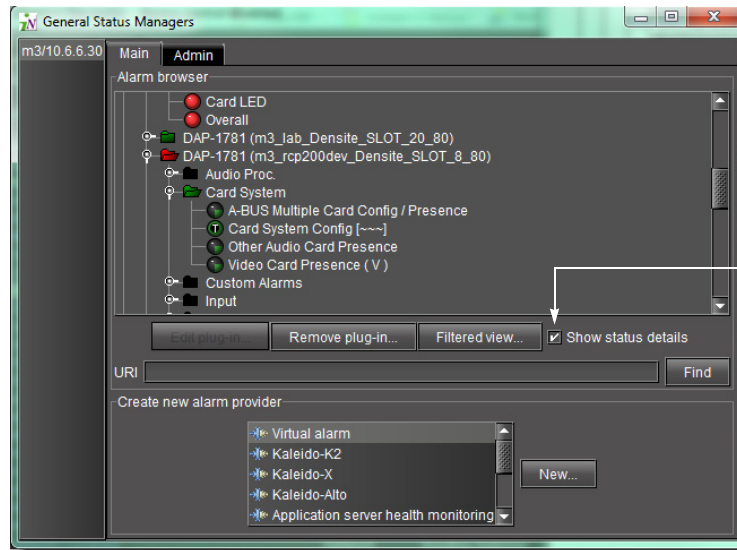 General Status Managers
m3/10.6.6.30
Main Admin
Alarm browser
Card LED
Overall
DAP-1781 (m3_lab_Densite_SLOT_20_80)
DAP-1781 (m3_rcp200dev_Densite_SLOT_8_80)
Audio Proc.
Card System
A-BUS Multiple Card Config / Presence
T Card System Config [~~~]
Other Audio Card Presence
Video Card Presence ( V )
Custom Alarms
Input
Edit plug-in... Remove plug-in... Filtered view... Show status details
URI Find
Create new alarm provider
Virtual alarm
Kaleido-K2
Kaleido-X
Kaleido-Alto
Application server health monitoring
New...